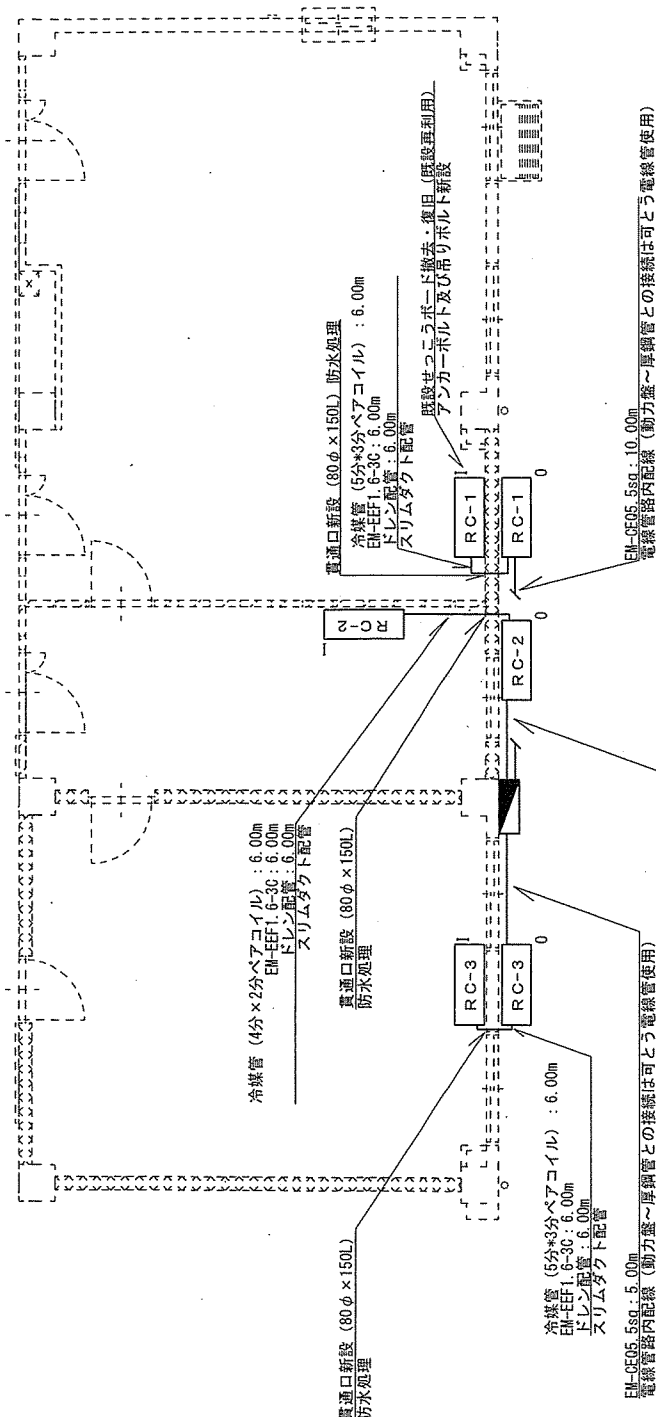 貫通口新設 (80φ×150L) 防水処理
冷媒管 (5分*3分ペアコイル) : 6.00m
EM-EEF1.6-3C : 6.00m
ドレン配管 : 6.00m
スリムダクト配管
既設せっこうボード撤去・復旧 (既設再利用)
アンカーボルト及び吊りボルト新設
冷媒管 (4分×2分ペアコイル) : 6.00m
EM-EEF1.6-3C : 6.00m
ドレン配管 : 6.00m
スリムダクト配管
貫通口新設 (80φ×150L)
防水処理
貫通口新設 (80φ×150L)
防水処理
冷媒管 (5分*3分ペアコイル) : 6.00m
EM-EEF1.6-3C : 6.00m
ドレン配管 : 6.00m
スリムダクト配管
I
RC-3
RC-3
O
I
RC-2
RC-2
O
I
RC-1
RC-1
O
EM-CEQ5.5sq : 5.00m
電線管路内配線 (動力盤~厚鋼管との接続は可とう電線管使用)
EM-CEQ5.5sq : 10.00m
電線管路内配線 (動力盤~厚鋼管との接続は可とう電線管使用)